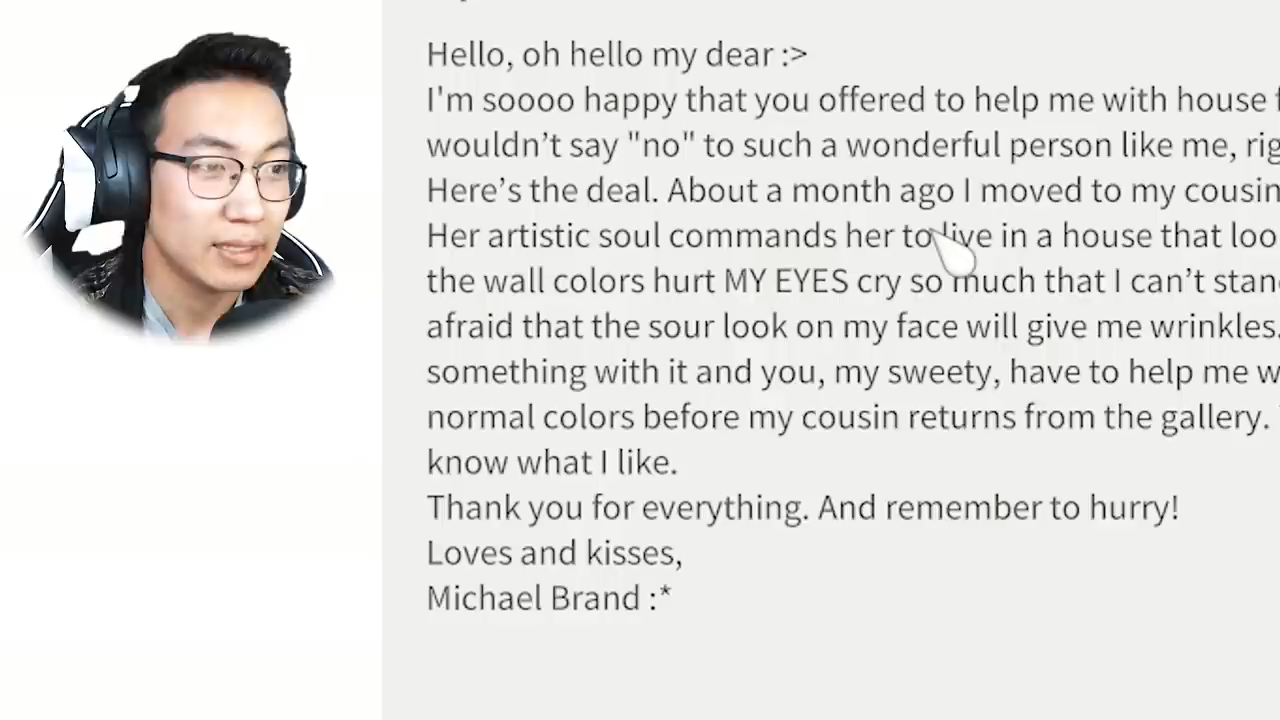 Hello, oh hello my dear :>
I'm soooo happy that you offered to help me with house
wouldn’t say "no" to such a wonderful person like me,
Here’s the deal. About a month ago I moved to my cousin
Her artistic soul commands her to live in a house that
the wall colors hurt MY EYES cry so much that I can’t
afraid that the sour look on my face will give me wrinkles.
something with it and you, my sweety, have to help me
normal colors before my cousin returns from the gallery.
know what I like.
Thank you for everything. And remember to hurry!
Loves and kisses,
Michael Brand :*